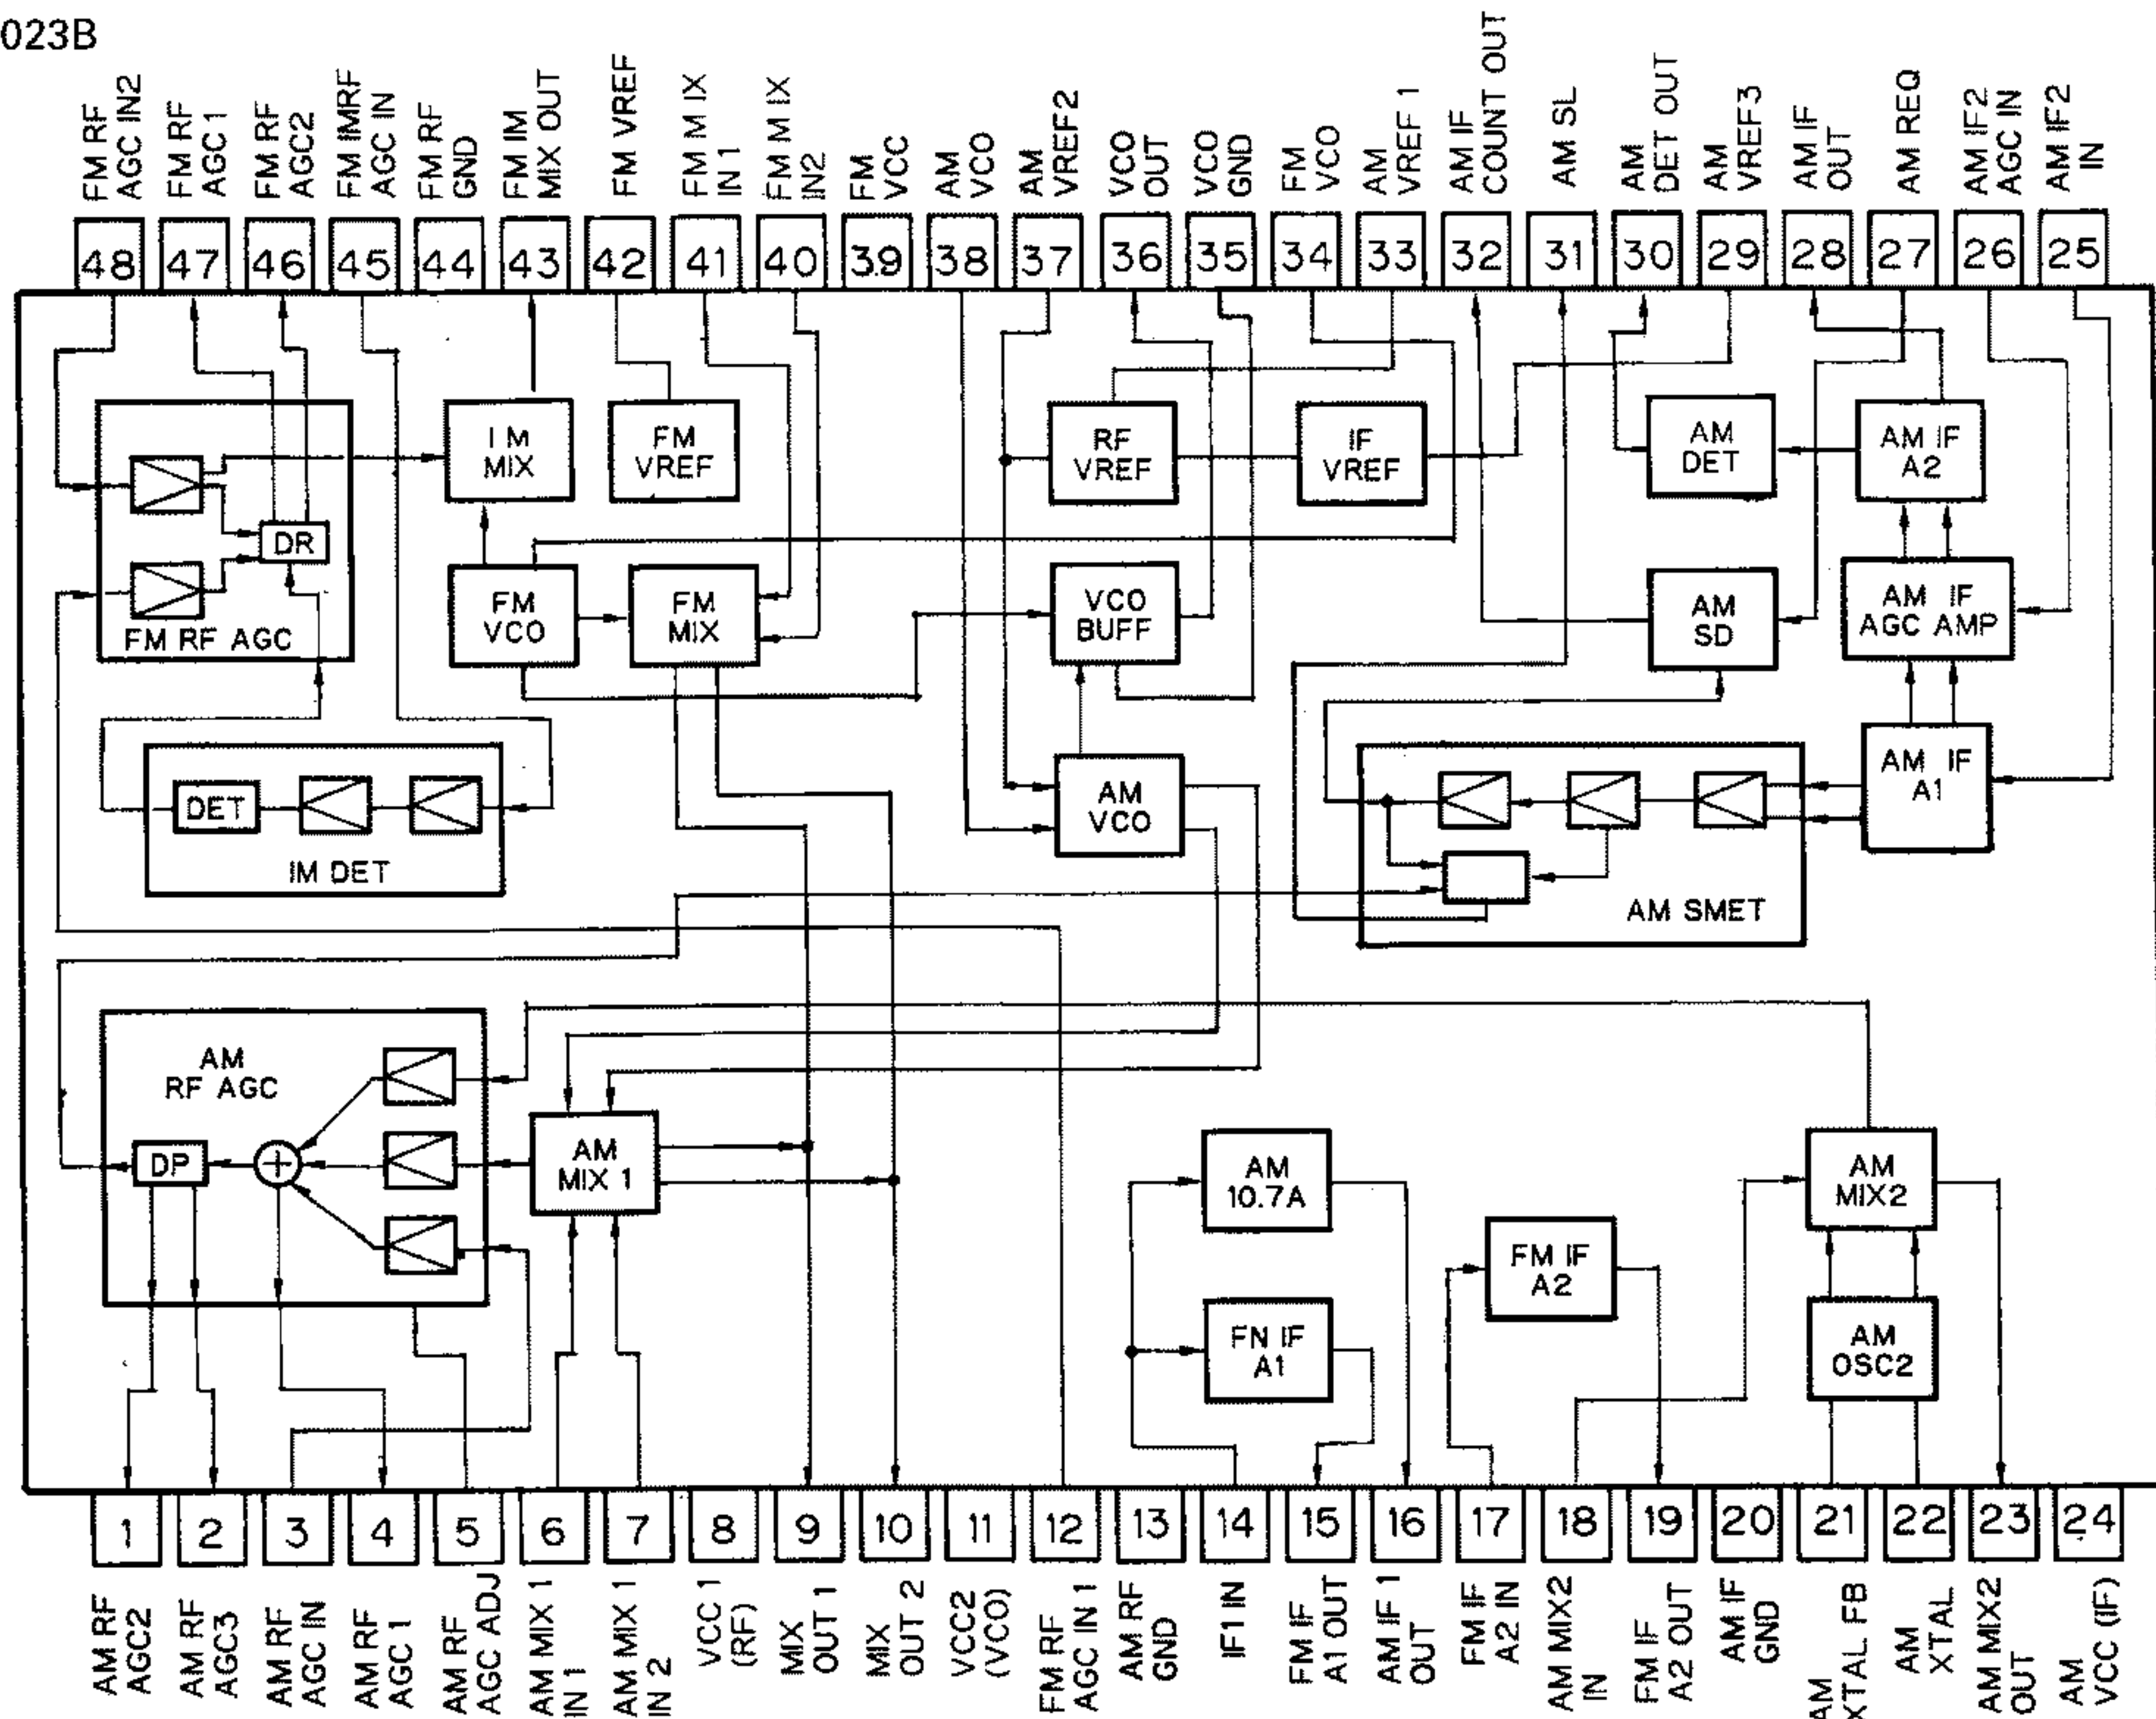 023B
FM RF
AGC IN2
FM RF
AGC1
FM RF
AGC2
FM IMRF
AGC IN
FM RF
GND
FM IM
MIX OUT
FM VREF
FM M IX
IN1
FM M IX
IN2
FM
VCC
AM
VCO
AM
VREF2
VCO
OUT
VCO
GND
FM
VCO
AM
VREF 1
AM IF
COUNT OUT
AM SL
AM
DET OUT
AM
VREF3
AM IF
OUT
AM REQ
AM IF2
AGC IN
AM IF2
IN
48 47 46 45 44 43 42 41 40 39 38 37 36 35 34 33 32 31 30 29 28 27 26 25
I M
MIX
FM
VREF
RF
VREF
IF
VREF
AM
DET
AM IF
A2
DR
FM RF AGC
FM
VCO
FM
MIX
VCO
BUFF
AM
SD
AM IF
AGC AMP
DET
IM DET
AM
VCO
AM IF
A1
AM SMET
AM
RF AGC
DP
+
AM
MIX 1
AM
10.7A
FN IF
A1
FM IF
A2
AM
MIX2
AM
OSC2
1 2 3 4 5 6 7 8 9 10 11 12 13 14 15 16 17 18 19 20 21 22 23 24
AM RF
AGC2
AM RF
AGC3
AM RF
AGC IN
AM RF
AGC 1
AM RF
AGC ADJ
AM MIX 1
IN 1
AM MIX 1
IN 2
VCC 1
(RF)
MIX
OUT 1
MIX
OUT 2
VCC2
(VCO)
FM RF
AGC IN 1
AM RF
GND
IF1 IN
FM IF
A1 OUT
AM IF 1
OUT
FM IF
A2 IN
AM MIX2
IN
FM IF
A2 OUT
AM IF
GND
AM
XTAL FB
AM
XTAL
AM MIX2
OUT
AM
VCC (IF)